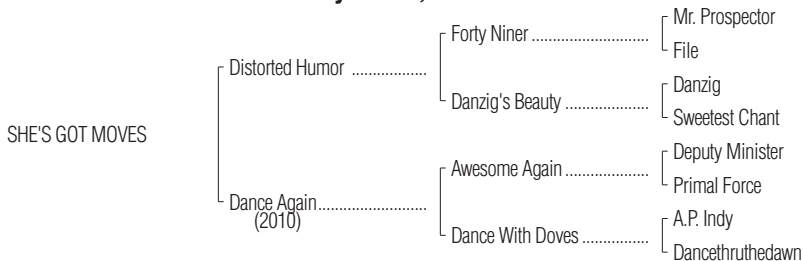 Mr. Prospector
Forty Niner ............................
File
Distorted Humor ..................
Danzig
Danzig's Beauty ....................
Sweetest Chant
SHE'S GOT MOVES
Deputy Minister
Awesome Again ....................
Primal Force
Dance Again..........................
(2010)
A.P. Indy
Dance With Doves ................
Dancethruthedawn